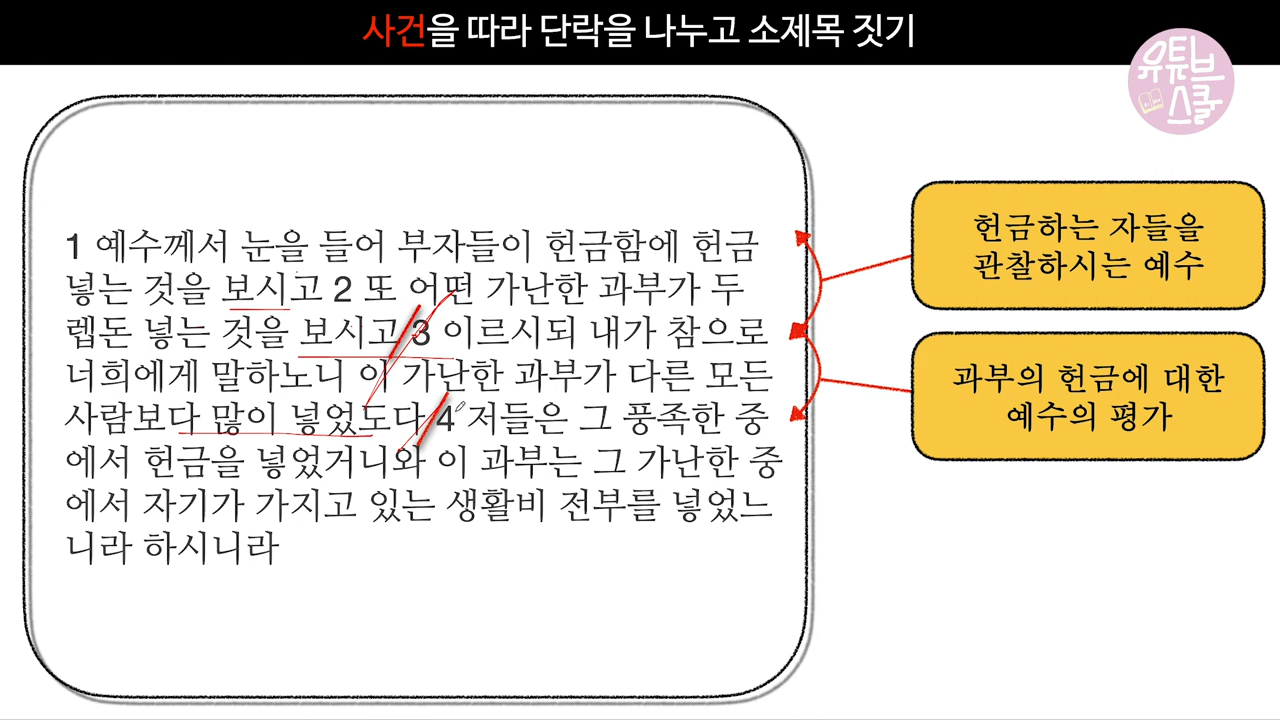 사건을 따라 단락을 나누고 소제목 짓기
유튜브
스쿨
1 예수께서 눈을 들어 부자들이 헌금함에 헌금
넣는 것을 보시고 2 또 어떤 가난한 과부가 두
렙돈 넣는 것을 보시고 3 이르시되 내가 참으로
너희에게 말하노니 이 가난한 과부가 다른 모든
사람보다 많이 넣었도다 4 저들은 그 풍족한 중
에서 헌금을 넣었거니와 이 과부는 그 가난한 중
에서 자기가 가지고 있는 생활비 전부를 넣었느
니라 하시니라
헌금하는 자들을
관찰하시는 예수
과부의 헌금에 대한
예수의 평가